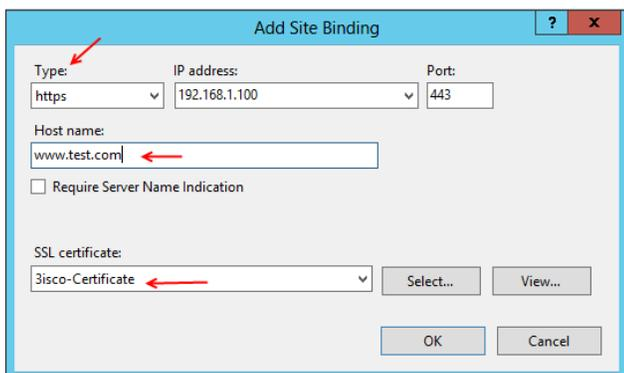 Add Site Binding
? x
Type: IP address: Port:
https 192.168.1.100 443
Host name:
www.test.com
Require Server Name Indication
SSL certificate:
3isco-Certificate Select... View...
OK Cancel